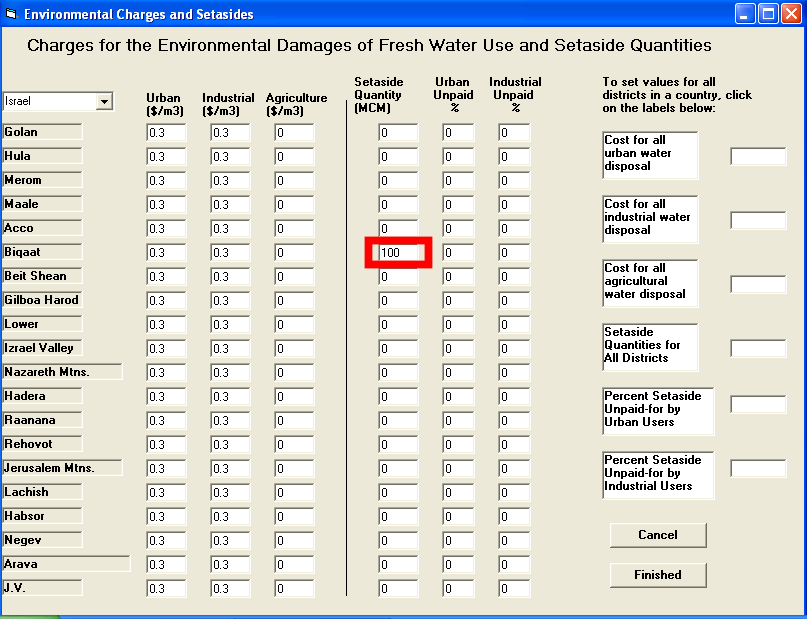 Environmental Charges and Setasides
Charges for the Environmental Damages of Fresh Water Use and Setaside Quantities
Israel
Urban ($/m3) Industrial ($/m3) Agriculture ($/m3) Setaside Quantity (MCM) Urban Unpaid % Industrial Unpaid %
Golan 0.3 0.3 0 0 0 0
Hula 0.3 0.3 0 0 0 0
Merom 0.3 0.3 0 0 0 0
Maale 0.3 0.3 0 0 0 0
Acco 0.3 0.3 0 0 0 0
Biqaat 0.3 0.3 0 100 0 0
Beit Shean 0.3 0.3 0 0 0 0
Gilboa Harod 0.3 0.3 0 0 0 0
Lower 0.3 0.3 0 0 0 0
Izrael Valley 0.3 0.3 0 0 0 0
Nazareth Mtns. 0.3 0.3 0 0 0 0
Hadera 0.3 0.3 0 0 0 0
Raanana 0.3 0.3 0 0 0 0
Rehovot 0.3 0.3 0 0 0 0
Jerusalem Mtns. 0.3 0.3 0 0 0 0
Lachish 0.3 0.3 0 0 0 0
Habsor 0.3 0.3 0 0 0 0
Negev 0.3 0.3 0 0 0 0
Arava 0.3 0.3 0 0 0 0
J.V. 0.3 0.3 0 0 0 0
To set values for all
districts in a country, click
on the labels below:
Cost for all
urban water
disposal
Cost for all
industrial water
disposal
Cost for all
agricultural
water disposal
Setaside
Quantities for
All Districts
Percent Setaside
Unpaid-for by
Urban Users
Percent Setaside
Unpaid-for by
Industrial Users
Cancel
Finished